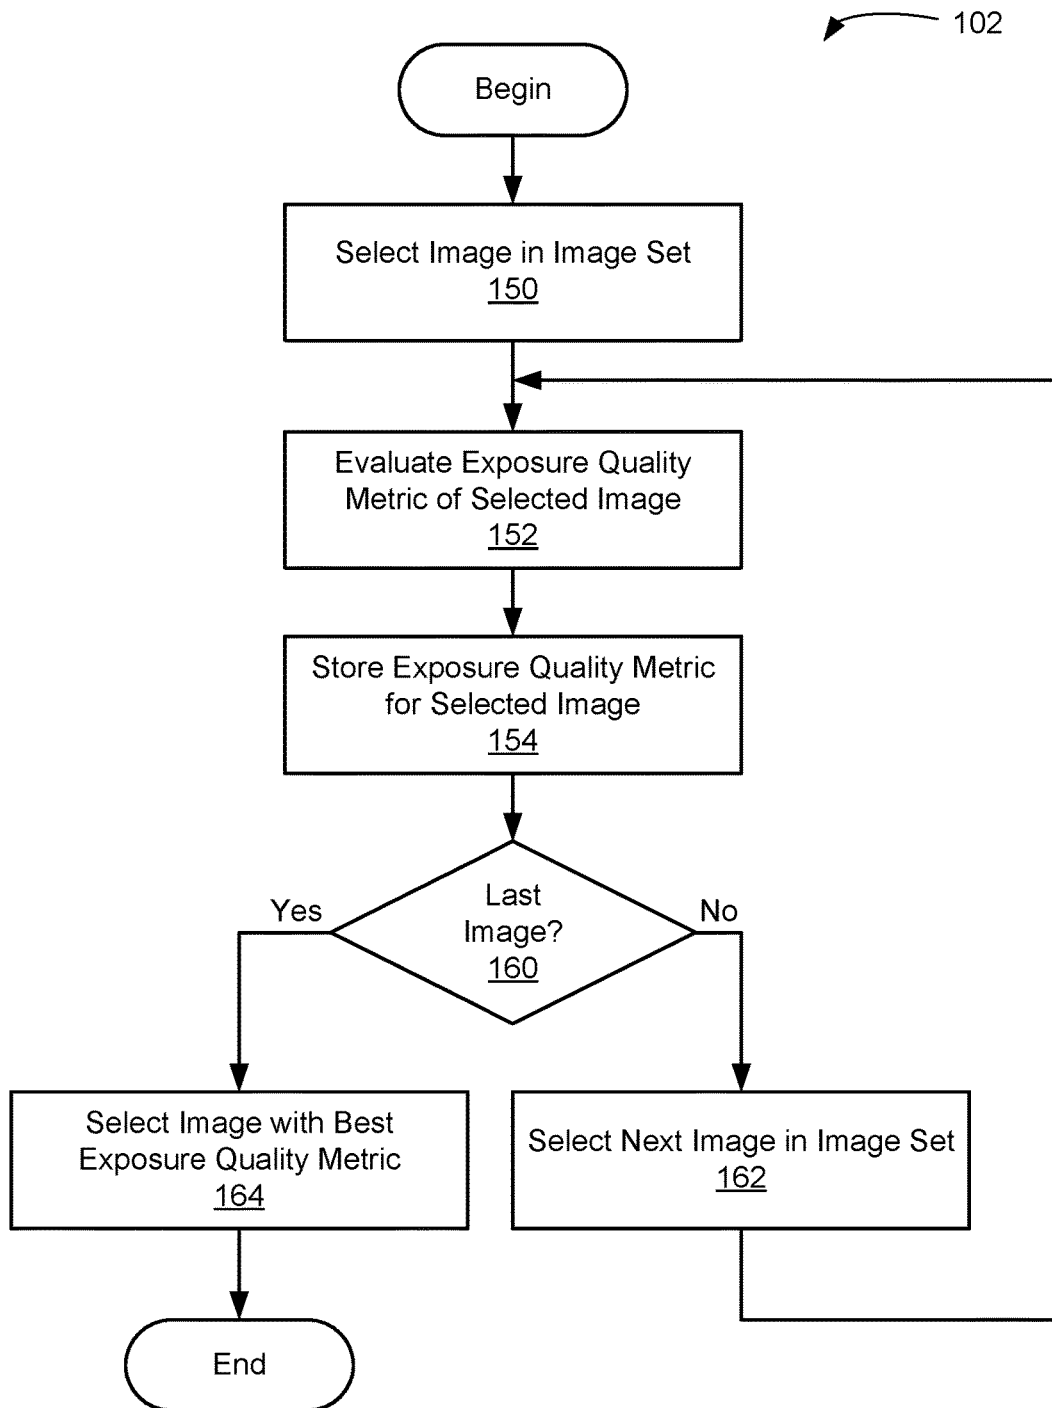 102
Begin
Select Image in Image Set
150
Evaluate Exposure Quality
Metric of Selected Image
152
Store Exposure Quality Metric
for Selected Image
154
Last
Image?
160
Yes
No
Select Image with Best
Exposure Quality Metric
164
Select Next Image in Image Set
162
End